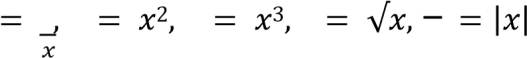 = —, = x², = x³, = √x, — = |x|
x